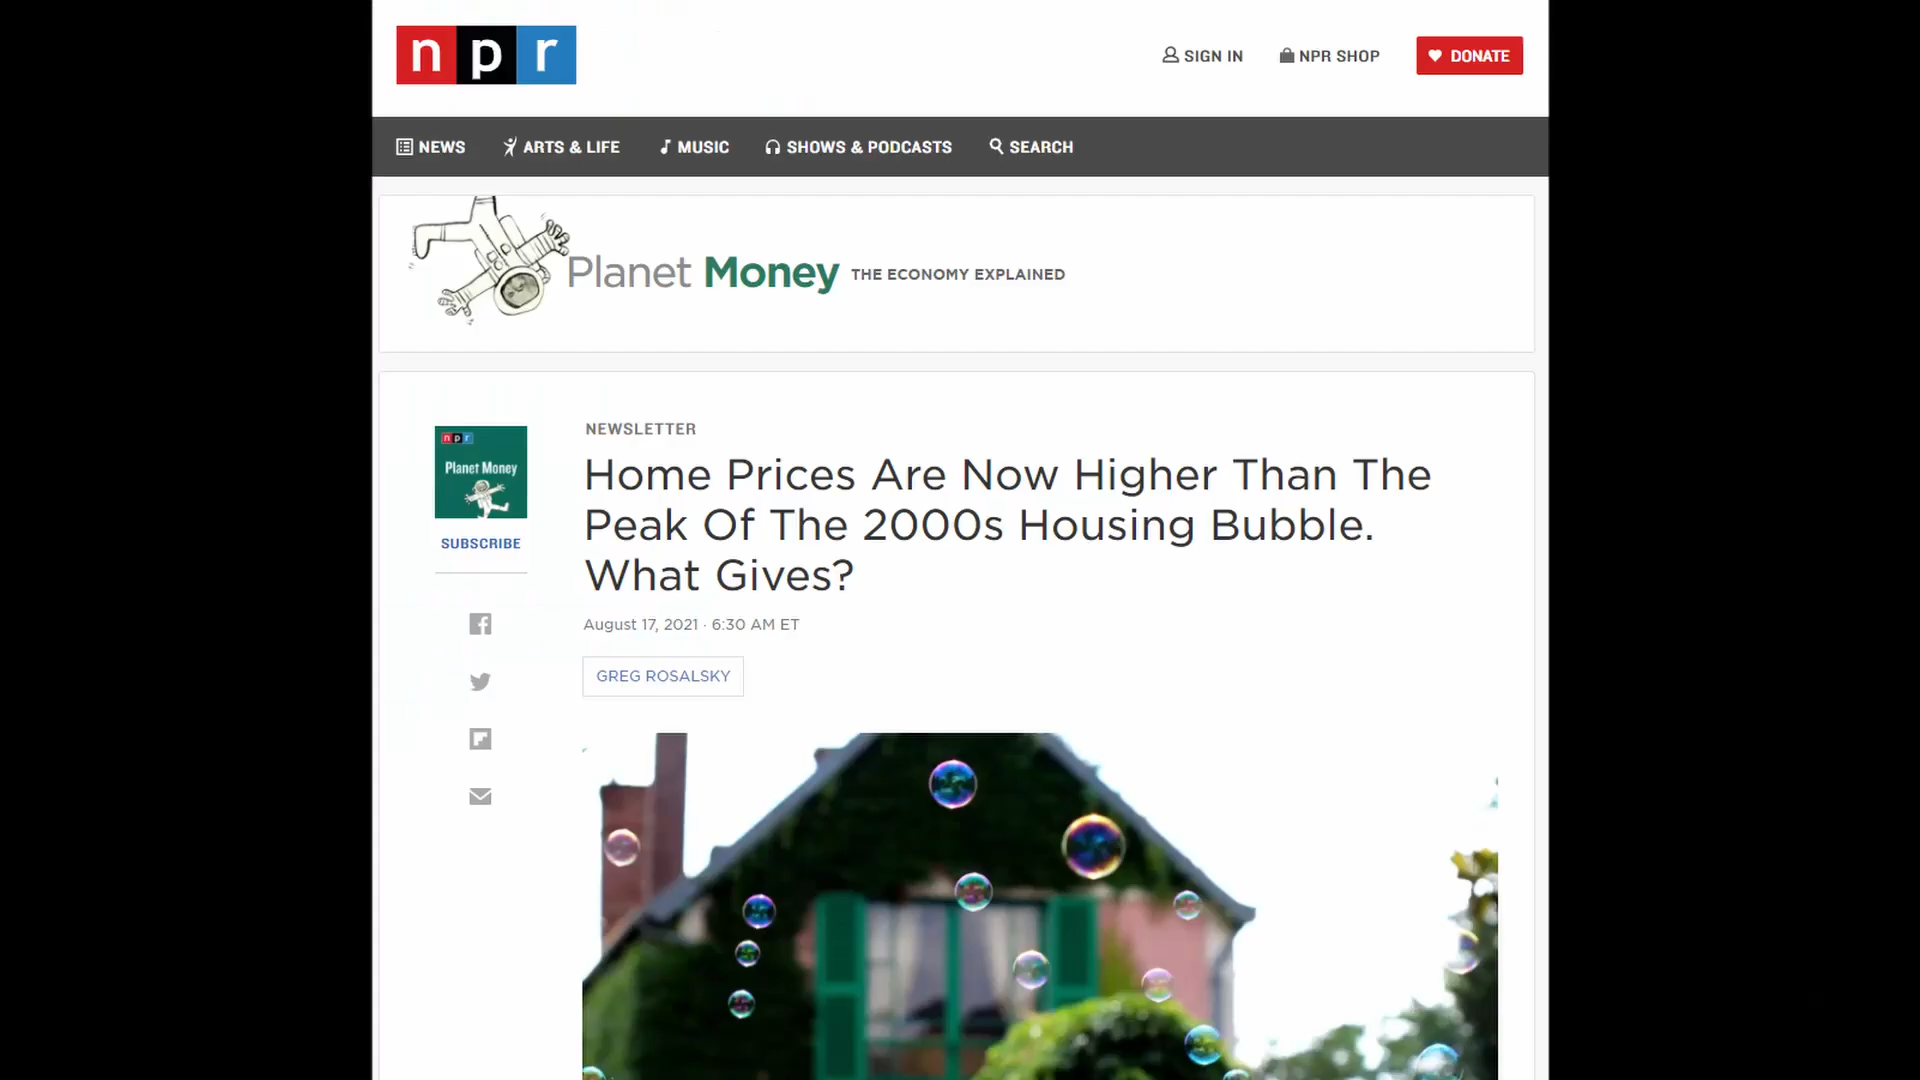 npr
SIGN IN
NPR SHOP
DONATE
NEWS
ARTS & LIFE
MUSIC
SHOWS & PODCASTS
SEARCH
Planet Money
THE ECONOMY EXPLAINED
npr
Planet Money
SUBSCRIBE
NEWSLETTER
Home Prices Are Now Higher Than The
Peak Of The 2000s Housing Bubble.
What Gives?
August 17, 2021 · 6:30 AM ET
GREG ROSALSKY